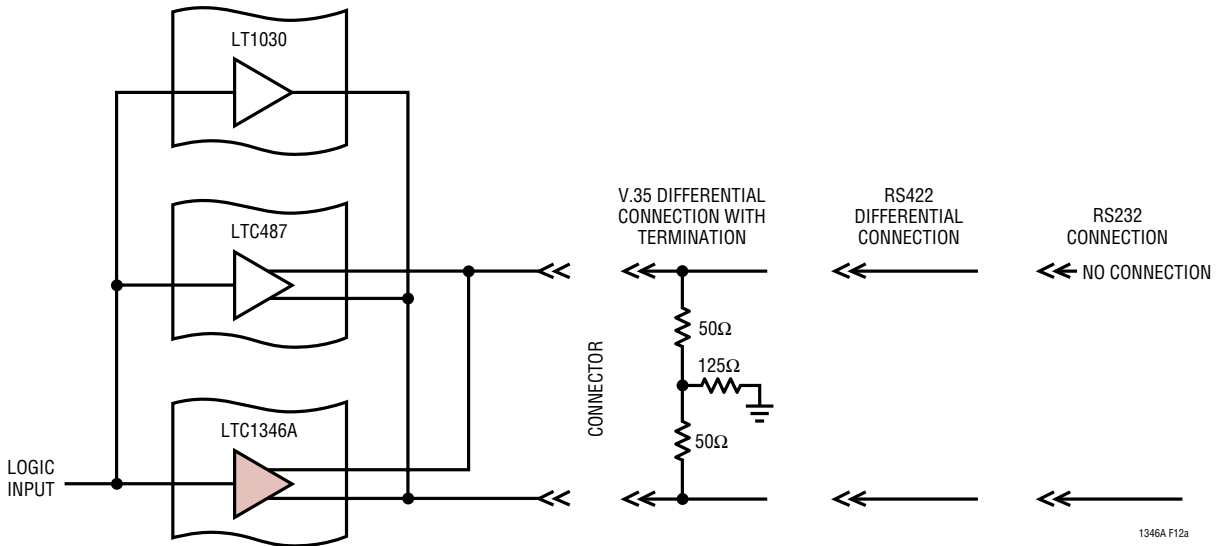 LT1030
LTC487
LTC1346A
LOGIC
INPUT
CONNECTOR
V.35 DIFFERENTIAL
CONNECTION WITH
TERMINATION
50Ω
125Ω
50Ω
RS422
DIFFERENTIAL
CONNECTION
RS232
CONNECTION
NO CONNECTION
1346A F12a